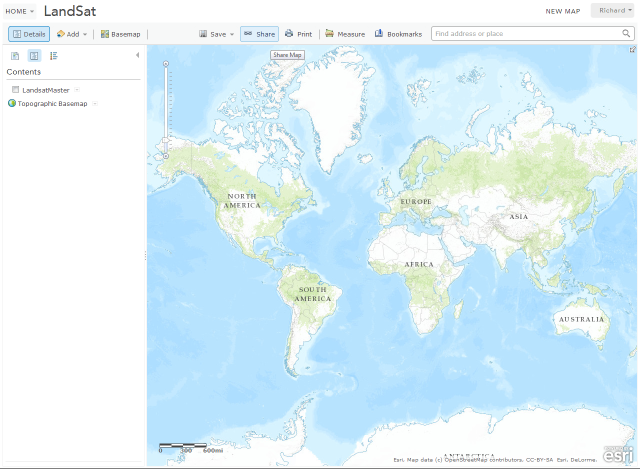 HOME LandSat NEW MAP Richard
Details Add Basemap Save Share Print Measure Bookmarks Find address or place
Share Map
Contents
LandsatMaster
Topographic Basemap
NORTH
AMERICA
EUROPE
ASIA
AFRICA
SOUTH
AMERICA
AUSTRALIA
ANTARCTICA
0 300 600mi
Esri, Map data (c) OpenStreetMap contributors, CC-BY-SA Esri, DeLorme,
esri